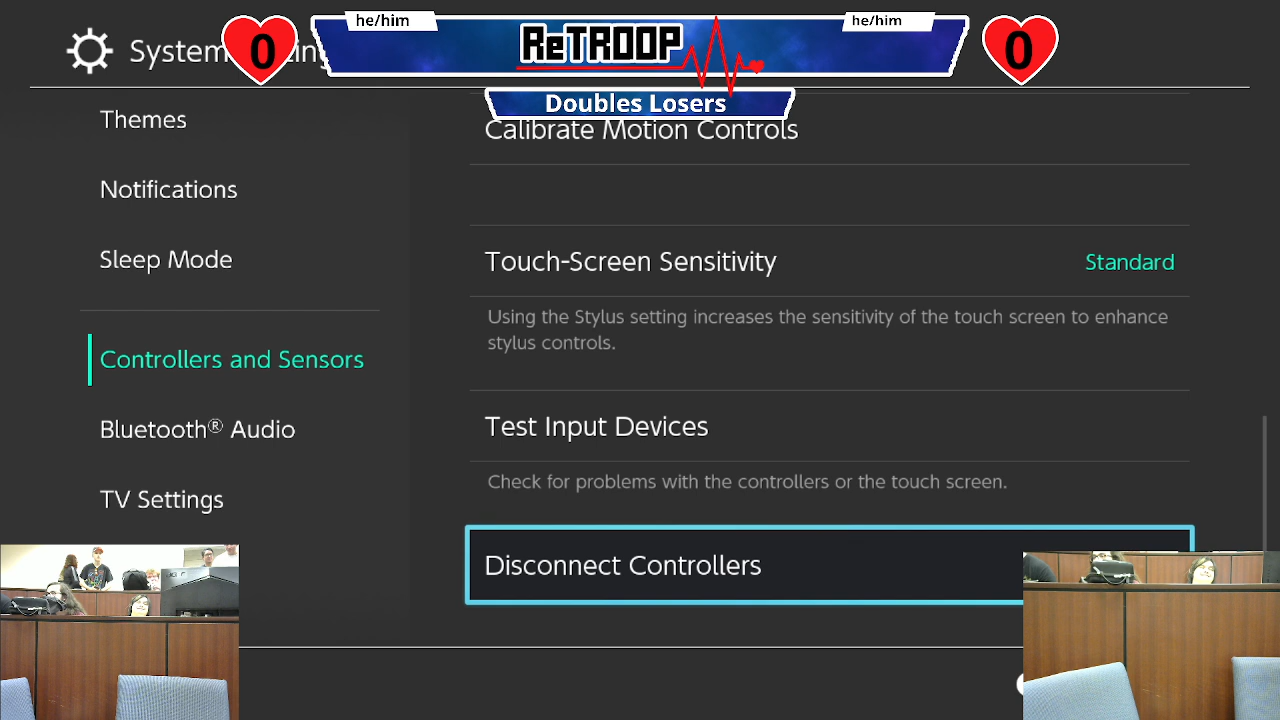 he/him
he/him
System
0
ReTROOP
0
Doubles Losers
Themes
Notifications
Sleep Mode
Controllers and Sensors
Bluetooth® Audio
TV Settings
Calibrate Motion Controls
Touch-Screen Sensitivity
Standard
Using the Stylus setting increases the sensitivity of the touch screen to enhance
stylus controls.
Test Input Devices
Check for problems with the controllers or the touch screen.
Disconnect Controllers